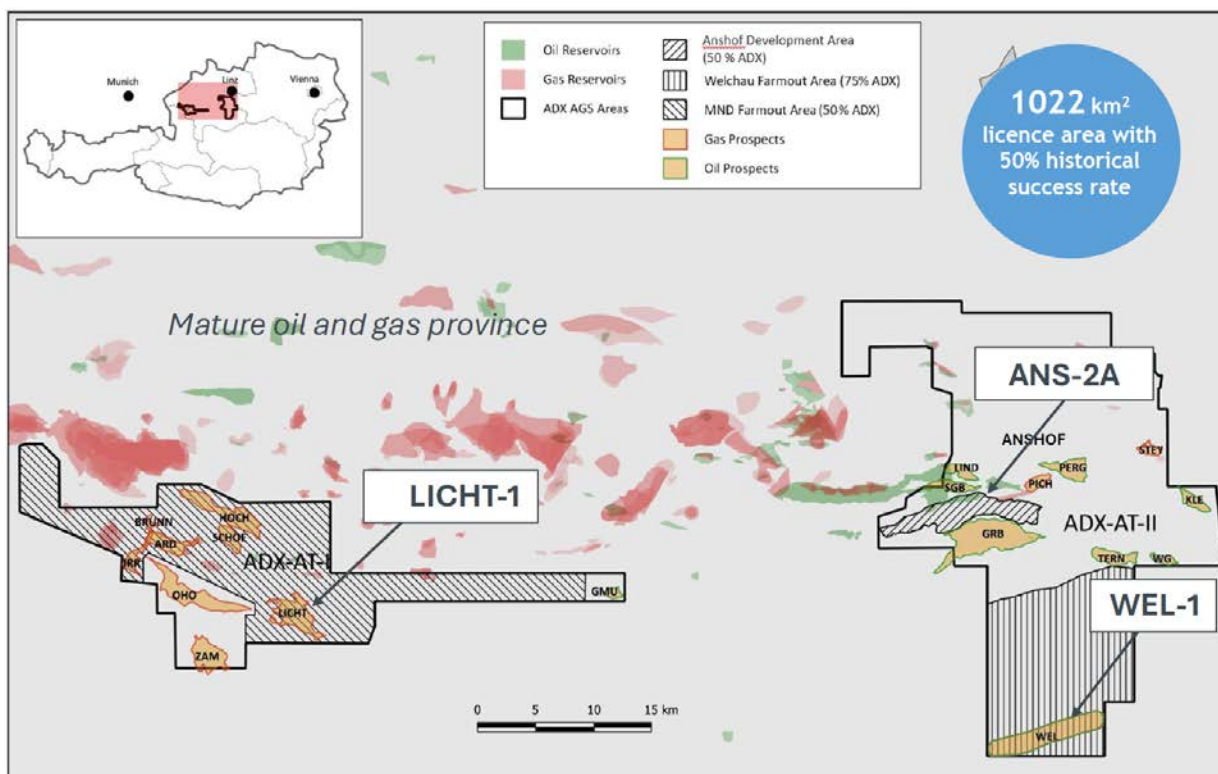 Munich
Linz
Vienna
Oil Reservoirs
Gas Reservoirs
ADX AGS Areas
Anshof Development Area
(50 % ADX)
Welchau Farmout Area (75% ADX)
MND Farmout Area (50% ADX)
Gas Prospects
Oil Prospects
1022 km²
licence area with
50% historical
success rate
Mature oil and gas province
ANS-2A
ANSHOF
STEY
LIND
PERG
SGB
PICH
KLE
LICHT-1
HOCH
BRUNN
SCHOE
ARD
ADX-AT-I
IRR
GRB
ADX-AT-II
TERN
WG
OHO
GMU
LICHT
WEL-1
ZAM
WEL
0 5 10 15 km